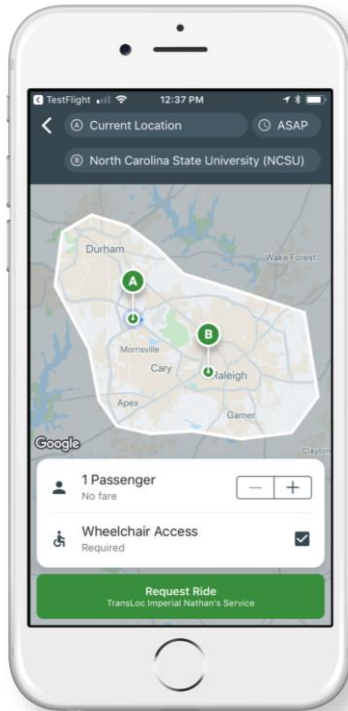 TestFlight
12:37 PM
A Current Location
ASAP
B North Carolina State University (NCSU)
Durham
Wake Forest
A
B
Morrisville
Cary
Raleigh
Apex
Garner
Clayton
Google
1 Passenger
No fare
Wheelchair Access
Required
Request Ride
TransLoc Imperial Nathan's Service